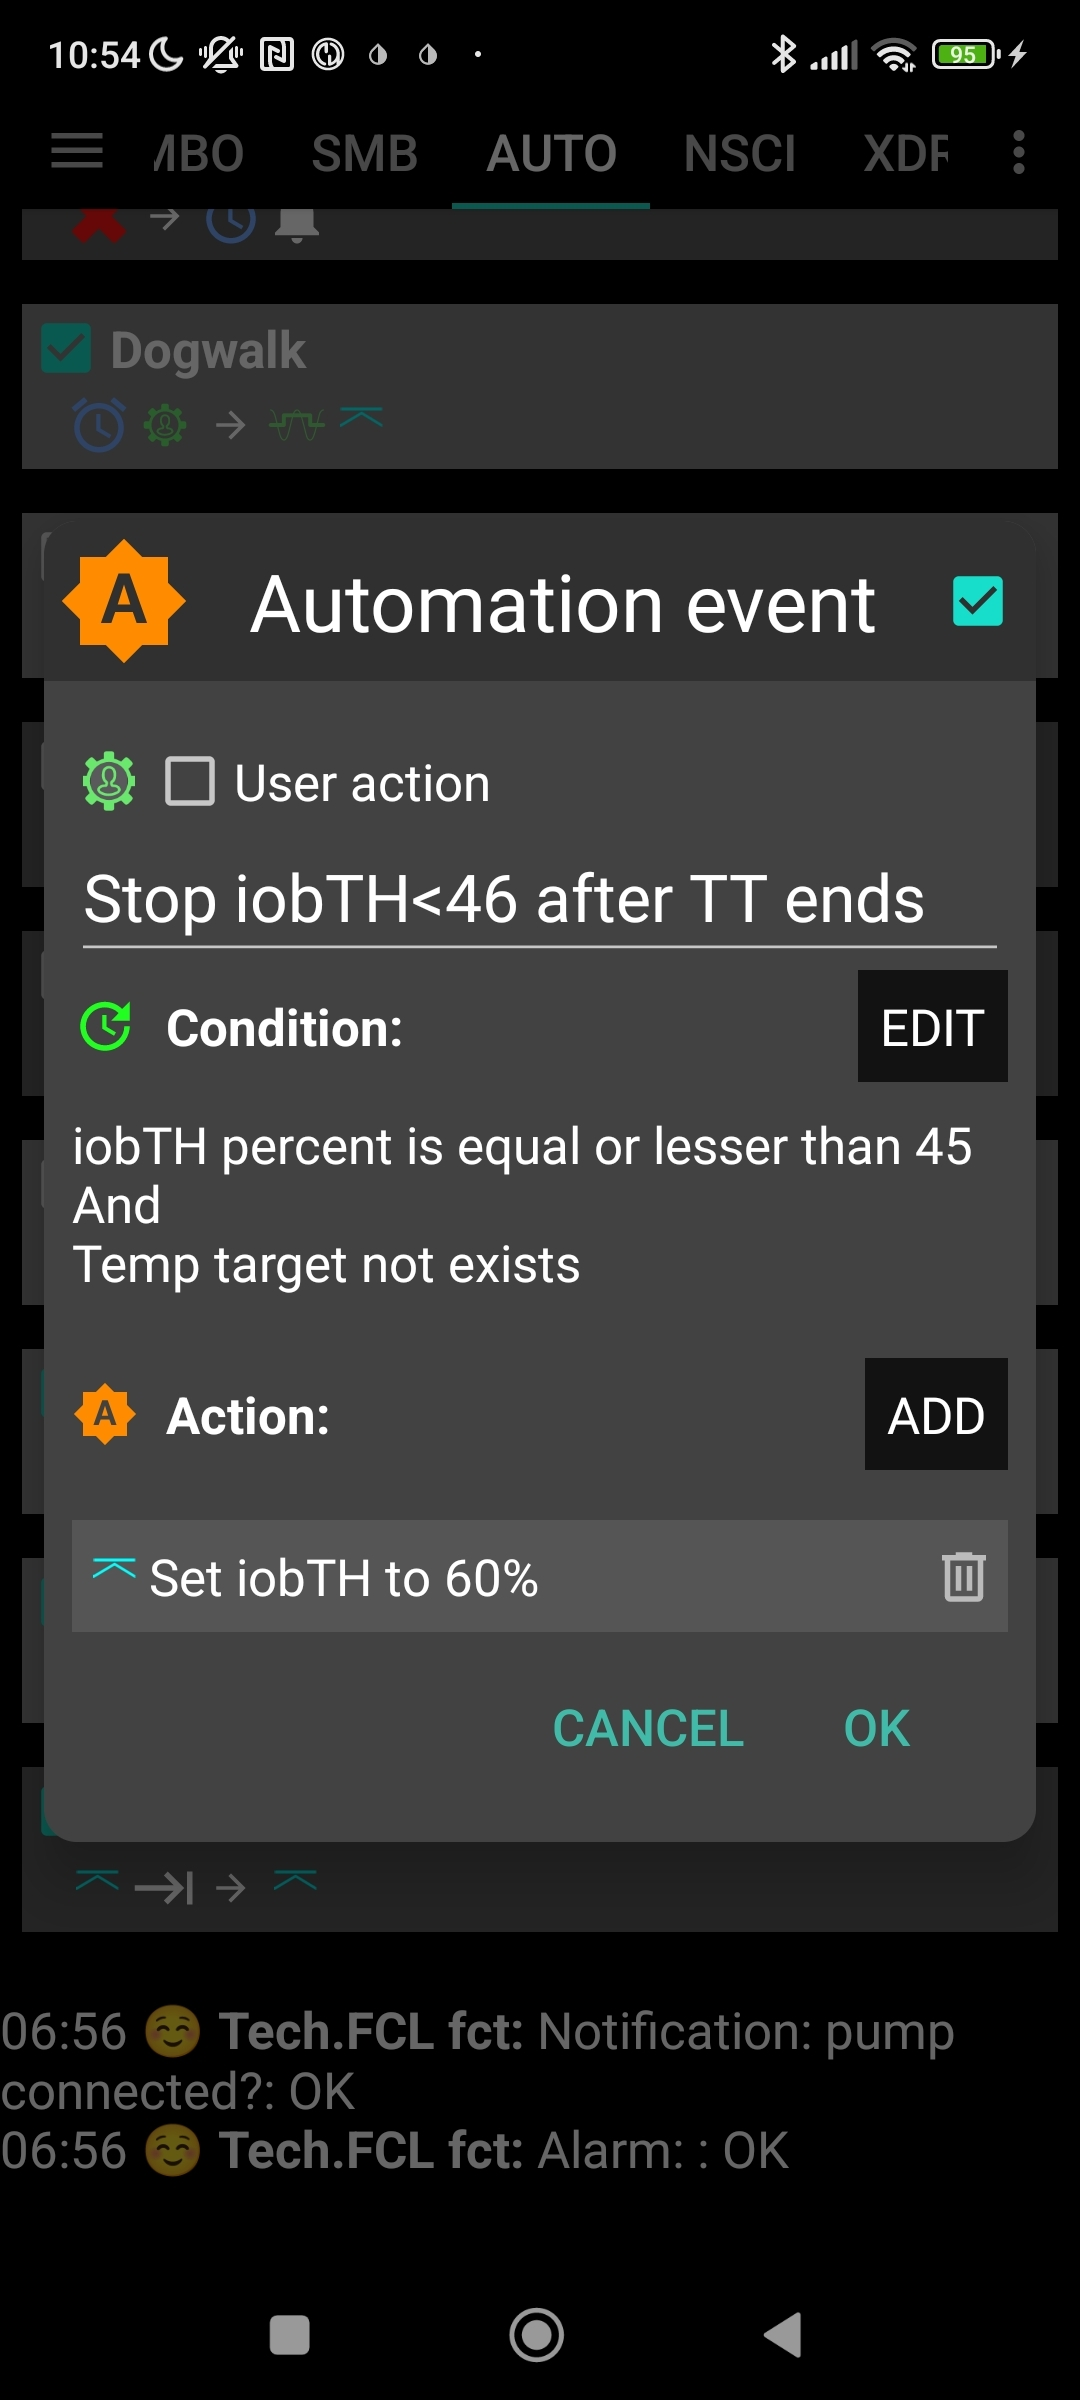 10:54
95
MBO SMB AUTO NSCI XDR
Dogwalk
A Automation event
User action
Stop iobTH<46 after TT ends
Condition: EDIT
iobTH percent is equal or lesser than 45
And
Temp target not exists
A Action: ADD
Set iobTH to 60%
CANCEL OK
06:56 ☺️ Tech.FCL fct: Notification: pump
connected?: OK
06:56 ☺️ Tech.FCL fct: Alarm: : OK